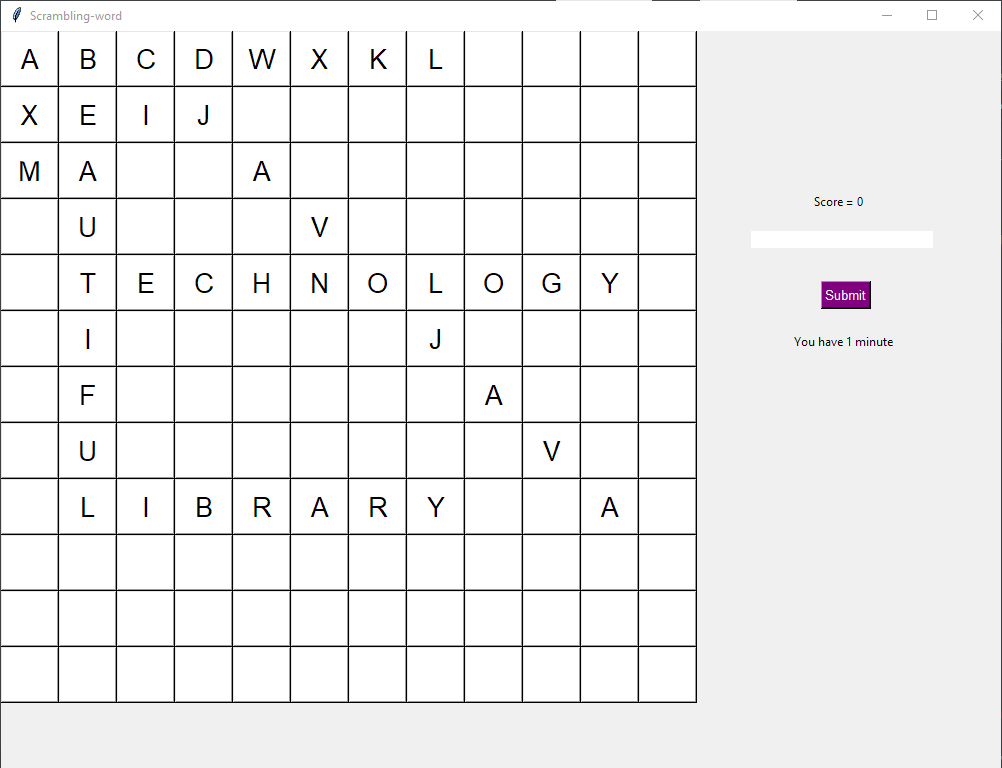 Scrambling-word
A B C D W X K L
X E I J
M A A
U V
Score = 0
T E C H N O L O G Y
Submit
I J
You have 1 minute
F A
U V
L I B R A R Y A